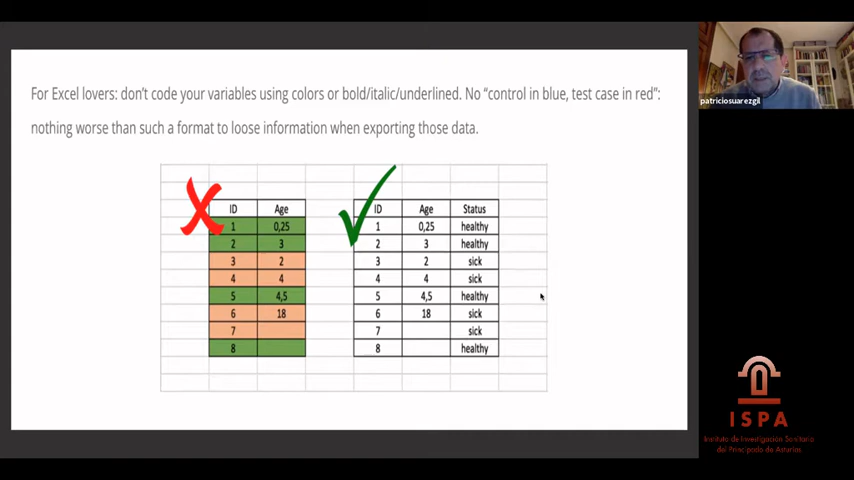 For Excel lovers: don't code your variables using colors or bold/italic/underlined. No "control in blue, test case in red":
nothing worse than such a format to loose information when exporting those data.
ID Age
1 0,25
2 3
3 2
4 4
5 4,5
6 18
7
8
ID Age Status
1 0,25 healthy
2 3 healthy
3 2 sick
4 4 sick
5 4,5 healthy
6 18 sick
7 sick
8 healthy
patriciosuarezgil
ISPA
Instituto de Investigación Sanitaria
del Principado de Asturias